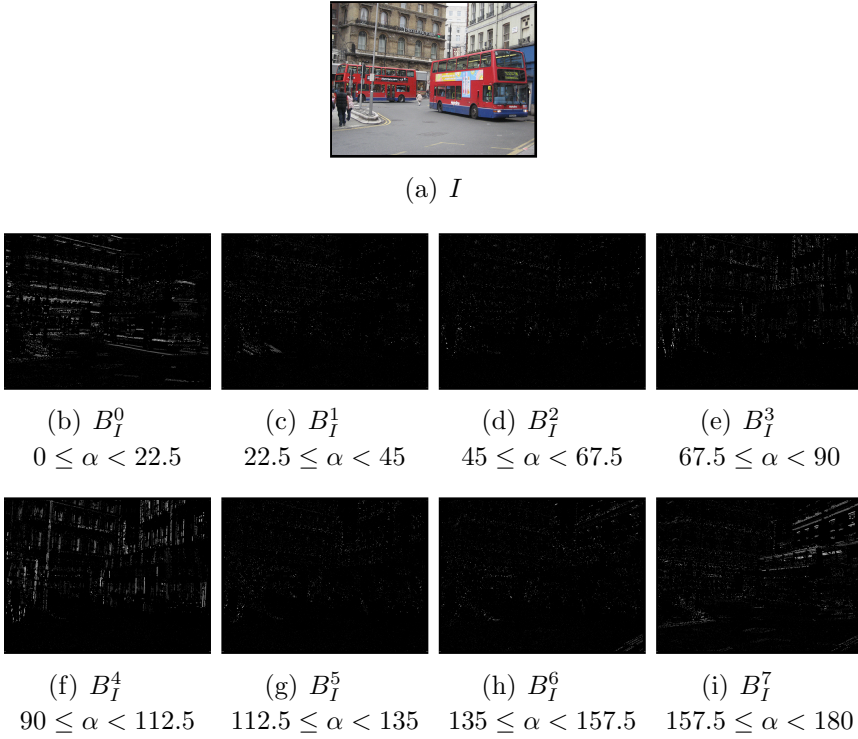 (a) I
(b) B_I^0
(c) B_I^1
(d) B_I^2
(e) B_I^3
0 ≤ α < 22.5
22.5 ≤ α < 45
45 ≤ α < 67.5
67.5 ≤ α < 90
(f) B_I^4
(g) B_I^5
(h) B_I^6
(i) B_I^7
90 ≤ α < 112.5
112.5 ≤ α < 135
135 ≤ α < 157.5
157.5 ≤ α < 180